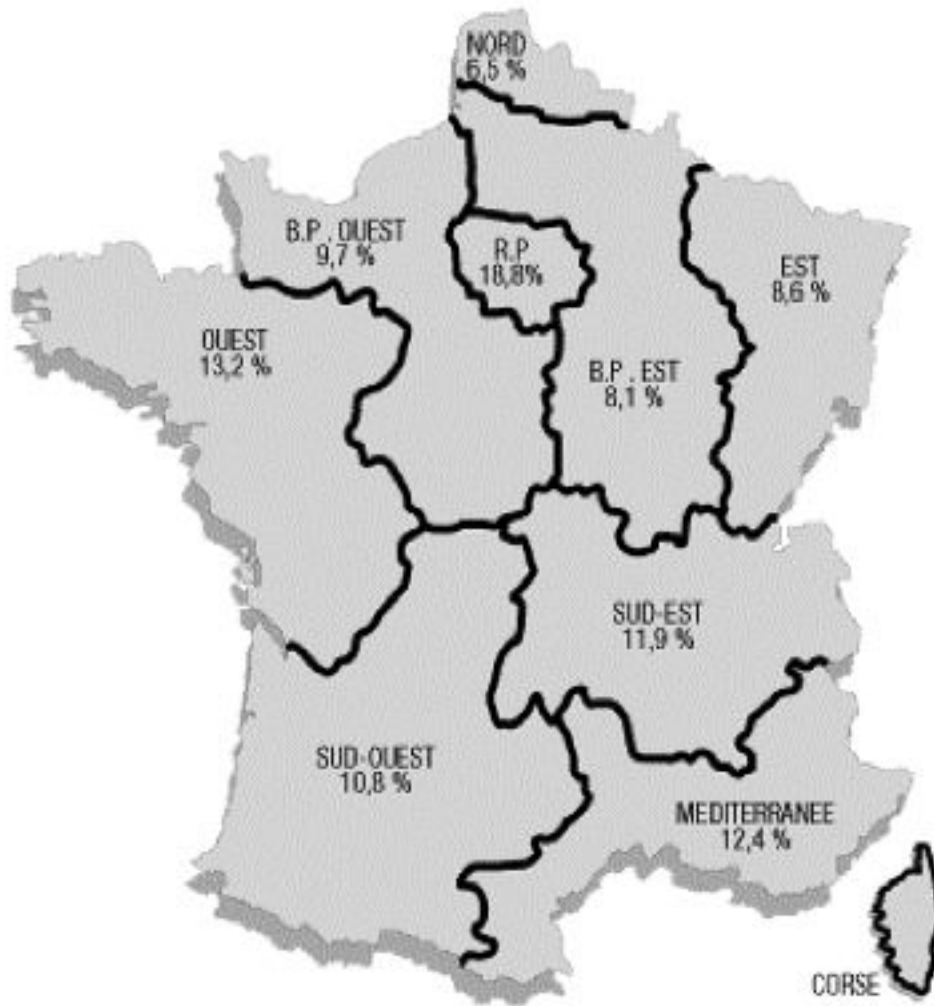 NORD
6,5 %
B.P. OUEST
9,7 %
R.P
18,8%
EST
8,6 %
OUEST
13,2 %
B.P. EST
8,1 %
SUD-EST
11,9 %
SUD-OUEST
10,8 %
MEDITERRANEE
12,4 %
CORSE